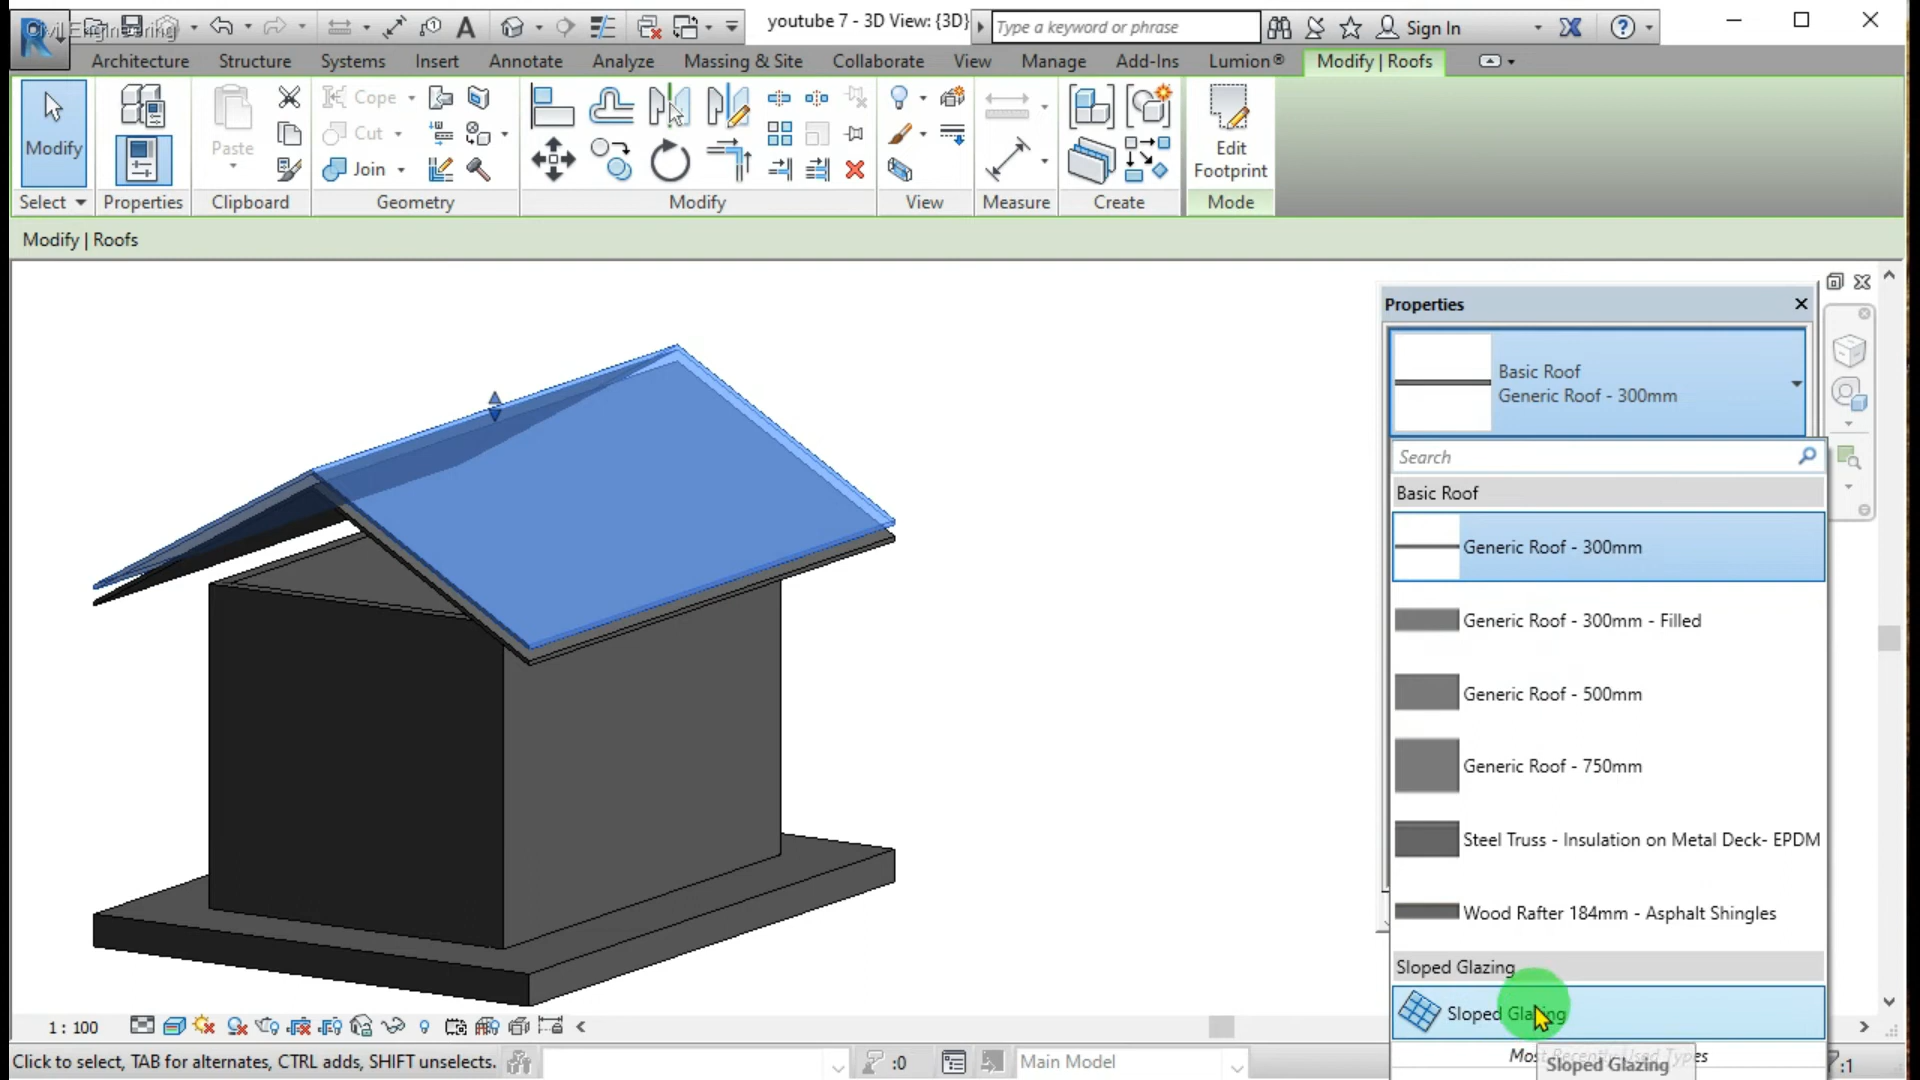 Civil Engineering
youtube 7 - 3D View: {3D}
Type a keyword or phrase
Sign In
Architecture Structure Systems Insert Annotate Analyze Massing & Site Collaborate View Manage Add-Ins Lumion® Modify | Roofs
Modify
Paste
Cope
Cut
Join
Edit
Footprint
Select Properties Clipboard Geometry Modify View Measure Create Mode
Modify | Roofs
Properties
Basic Roof
Generic Roof - 300mm
Search
Basic Roof
Generic Roof - 300mm
Generic Roof - 300mm - Filled
Generic Roof - 500mm
Generic Roof - 750mm
Steel Truss - Insulation on Metal Deck- EPDM
Wood Rafter 184mm - Asphalt Shingles
Sloped Glazing
Sloped Glazing
Sloped Glazing
1 : 100
Click to select, TAB for alternates, CTRL adds, SHIFT unselects.
:0
Main Model
:1